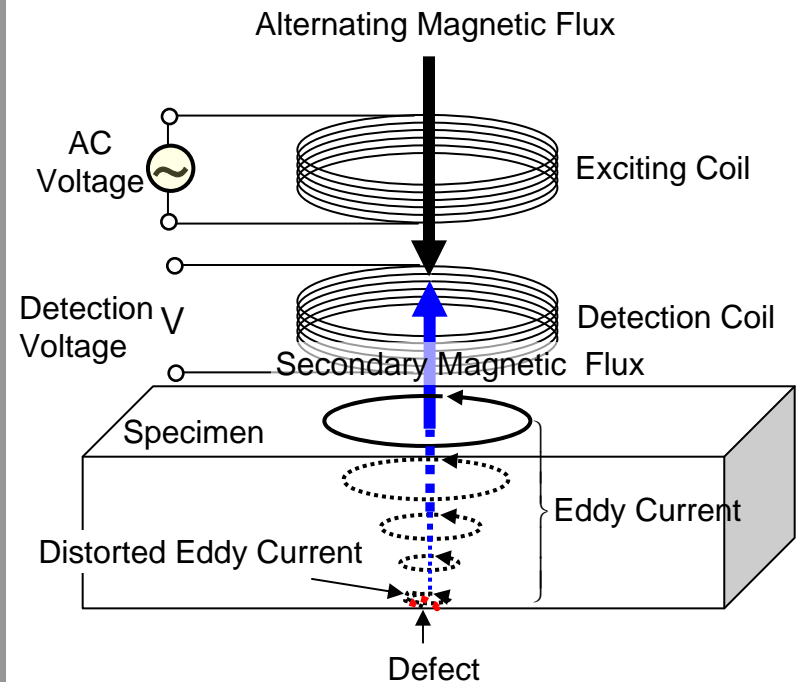 Alternating Magnetic Flux
AC
Voltage
Exciting Coil
Detection
Voltage
V
Detection Coil
Secondary Magnetic Flux
Specimen
Eddy Current
Distorted Eddy Current
Defect